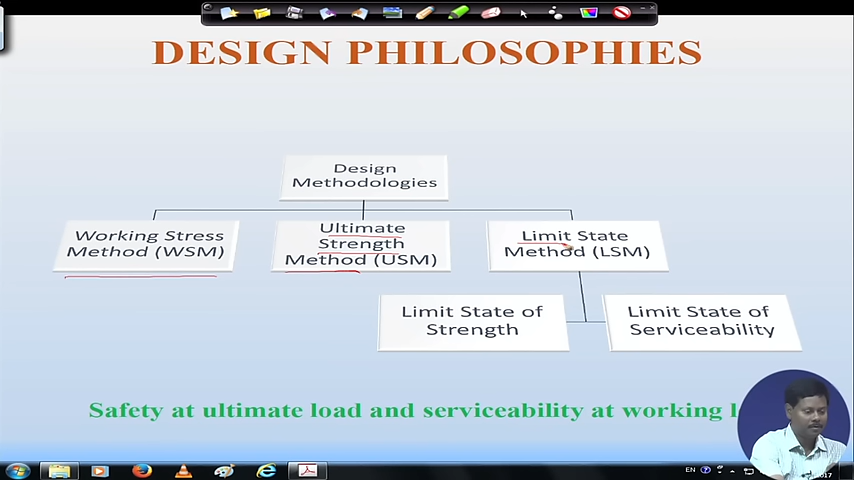 DESIGN PHILOSOPHIES
Design
Methodologies
Working Stress
Method (WSM)
Ultimate
Strength
Method (USM)
Limit State
Method (LSM)
Limit State of
Strength
Limit State of
Serviceability
Safety at ultimate load and serviceability at working
EN